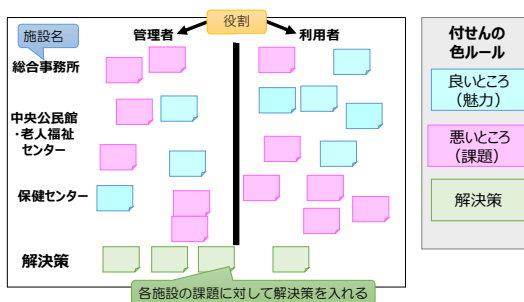 役割
施設名
管理者
利用者
総合事務所
中央公民館
・老人福祉
センター
保健センター
解決策
各施設の課題に対して解決策を入れる
付せんの
色ルール
良いところ
（魅力）
悪いところ
（課題）
解決策